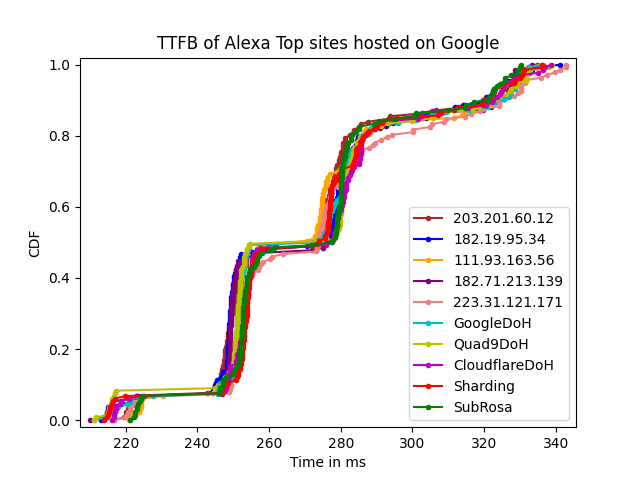 TTFB of Alexa Top sites hosted on Google
CDF
1.0
0.8
0.6
0.4
0.2
0.0
203.201.60.12
182.19.95.34
111.93.163.56
182.71.213.139
223.31.121.171
GoogleDoH
Quad9DoH
CloudflareDoH
Sharding
SubRosa
220 240 260 280 300 320 340
Time in ms